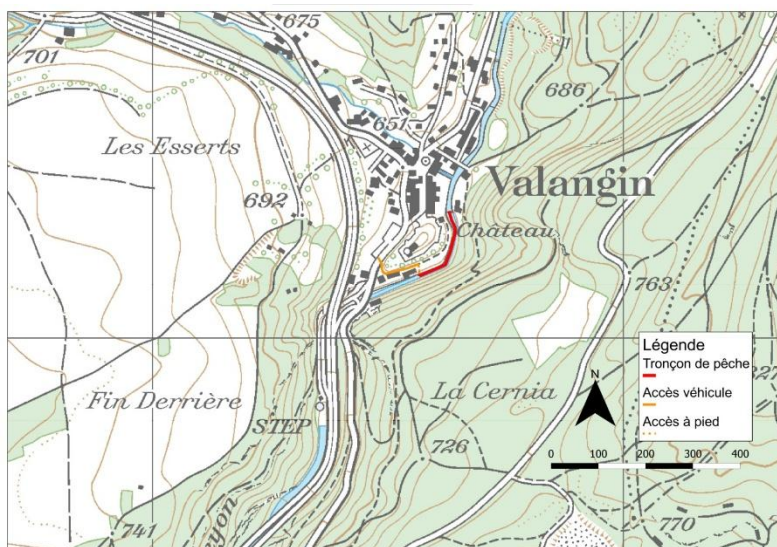 675
701
686
651
Les Esserts
Valangin
692
Château
763
Légende
Tronçon de pêche
Accès véhicule
Accès à pied
N
Fin Derrière
La Cernia
STEP
726
0 100 200 300 400
741
770